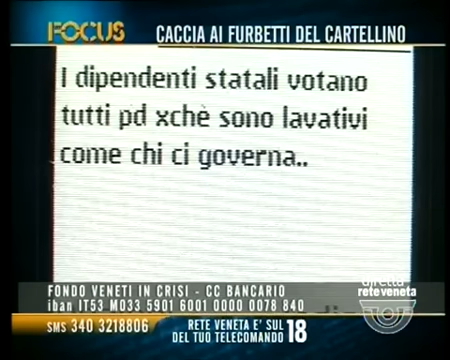 FOCUS
CACCIA AI FURBETTI DEL CARTELLINO
I dipendenti statali votano
tutti pd xchè sono lavativi
come chi ci governa..
diretta
reteveneta
FONDO VENETI IN CRISI - CC BANCARIO
iban IT53 M033 5901 6001 0000 0078 840
SMS 340 3218806
RETE VENETA E' SUL
DEL TUO TELECOMANDO 18